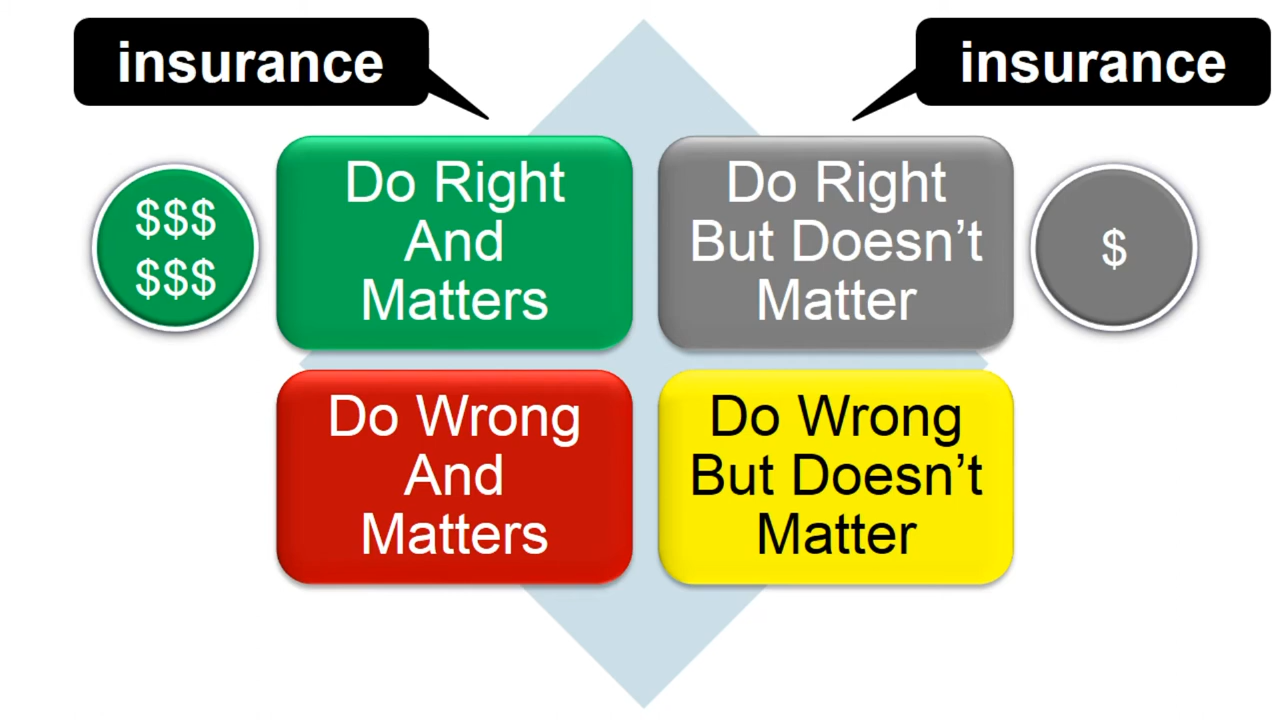 insurance
insurance
$$$
$$$
Do Right
And
Matters
Do Right
But Doesn’t
Matter
$
Do Wrong
And
Matters
Do Wrong
But Doesn’t
Matter